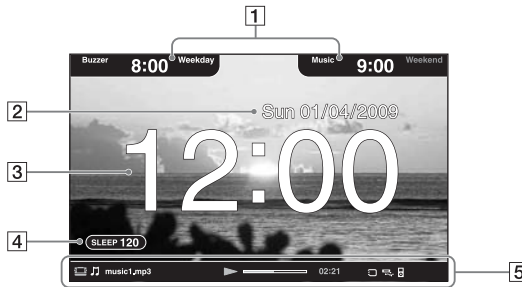 1
Buzzer 8:00 Weekday
Music 9:00 Weekend
2
Sun 01/04/2009
3
12:00
4
SLEEP 120
music1.mp3 02:21
5